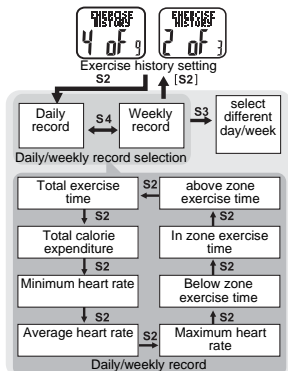 EXERCISE HISTORY
4 oF 9
EXERCISE HISTORY
2 oF 3
Exercise history setting
S2
[S2]
Daily
record
S4
Weekly
record
S3
select
different
day/week
Daily/weekly record selection
Total exercise
time
S2
above zone
exercise time
S2
S2
Total calorie
expenditure
In zone exercise
time
S2
S2
Minimum heart rate
Below zone
exercise time
S2
S2
Average heart rate
S2
Maximum heart
rate
Daily/weekly record